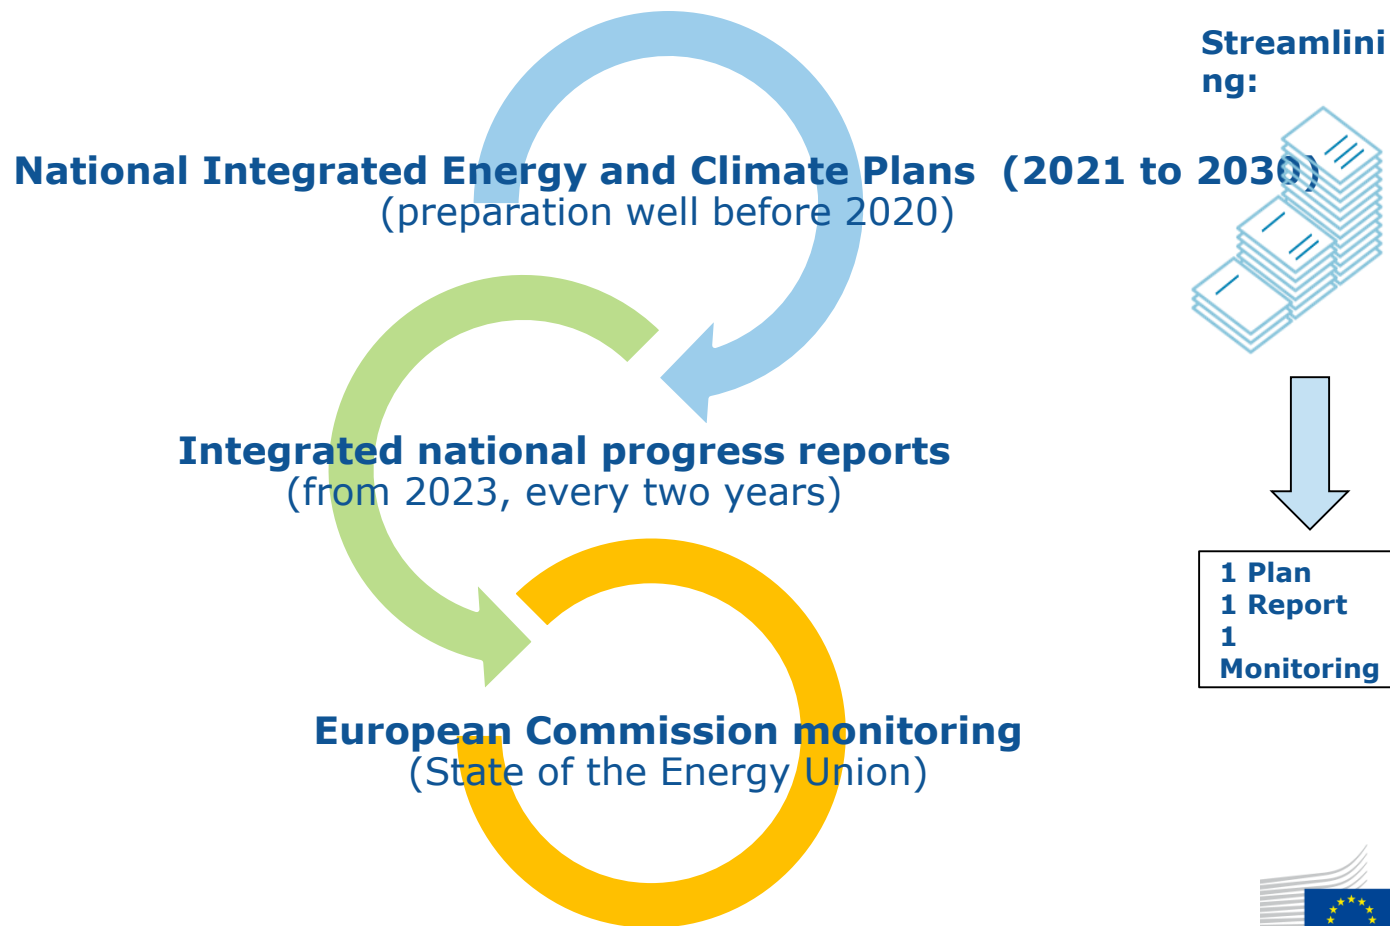 Streamlini
ng:
National Integrated Energy and Climate Plans  (2021 to 2030)
(preparation well before 2020)
Integrated national progress reports
(from 2023, every two years)
1 Plan
1 Report
1
Monitoring
European Commission monitoring
(State of the Energy Union)